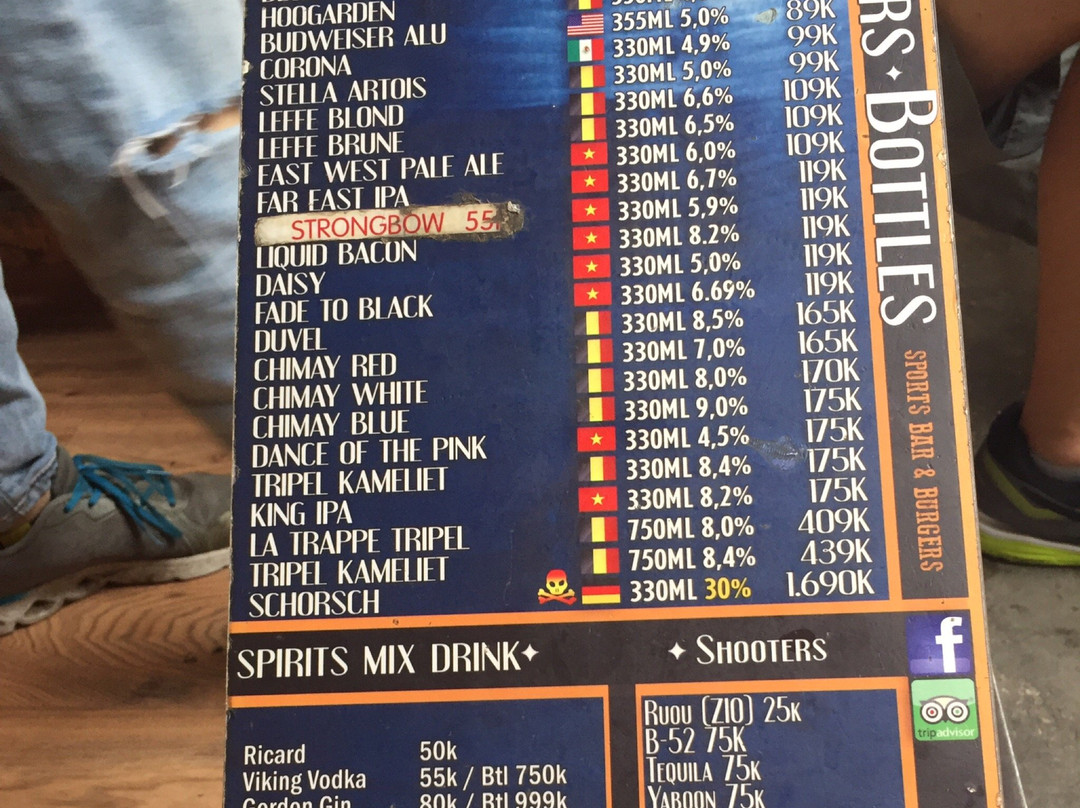 HOOGARDEN
BUDWEISER ALU 355ML 5,0% 89K
CORONA 330ML 4,9% 99K
STELLA ARTOIS 330ML 5,0% 99K
LEFFE BLOND 330ML 6,6% 109K
LEFFE BRUNE 330ML 6,5% 109K
EAST WEST PALE ALE 330ML 6,0% 109K
FAR EAST IPA 330ML 6,7% 119K
STRONGBOW 330ML 5,9% 119K
LIQUID BACON 330ML 8.2% 119K
DAISY 330ML 5,0% 119K
FADE TO BLACK 330ML 6.69% 119K
DUVEL 330ML 8,5% 165K
CHIMAY RED 330ML 7,0% 165K
CHIMAY WHITE 330ML 8,0% 170K
CHIMAY BLUE 330ML 9,0% 175K
DANCE OF THE PINK 330ML 4,5% 175K
TRIPEL KAMELIET 330ML 8,4% 175K
KING IPA 330ML 8,2% 175K
LA TRAPPE TRIPEL 750ML 8,0% 409K
TRIPEL KAMELIET 750ML 8,4% 439K
SCHORSCH 330ML 30% 1.690K
BOTTLES
SPORTS BAR & BURGERS
SPIRITS MIX DRINK
Ricard 50k
Viking Vodka 55k / Btl 750k
Gordon Gin 80k / Btl 999k
SHOOTERS
RUOU (ZIO) 25K
B-52 75K
TEQUILA 75K
YABOON 75K
f
tripadvisor